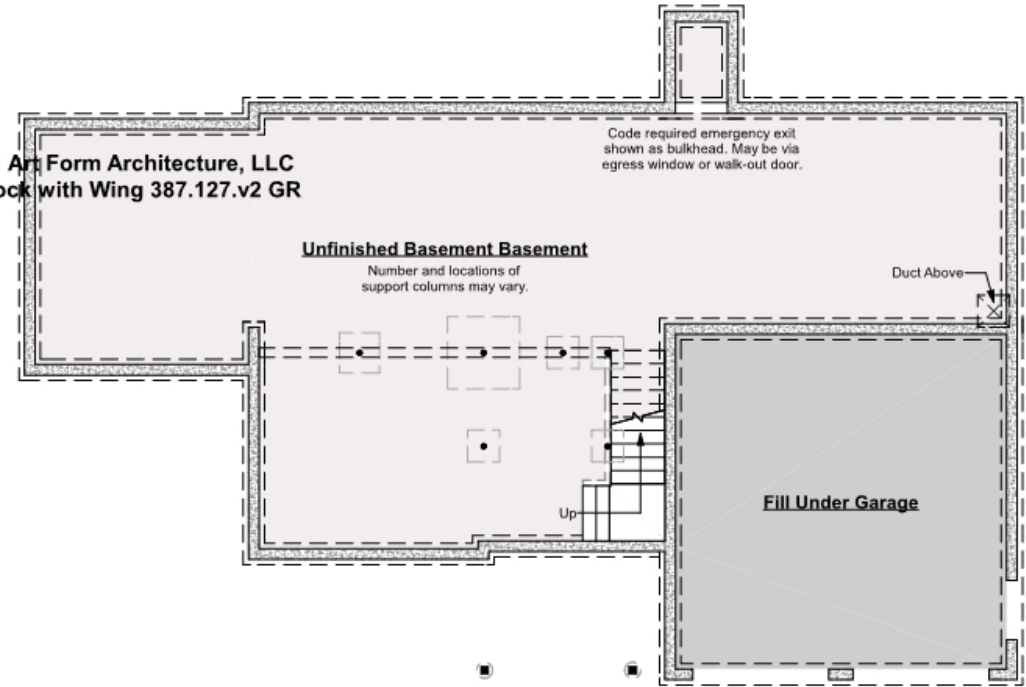 Code required emergency exit
shown as bulkhead. May be via
egress window or walk-out door.
Art Form Architecture, LLC
with Wing 387.127.v2 GR
Unfinished Basement Basement
Number and locations of
support columns may vary.
Duct Above
Fill Under Garage
Up